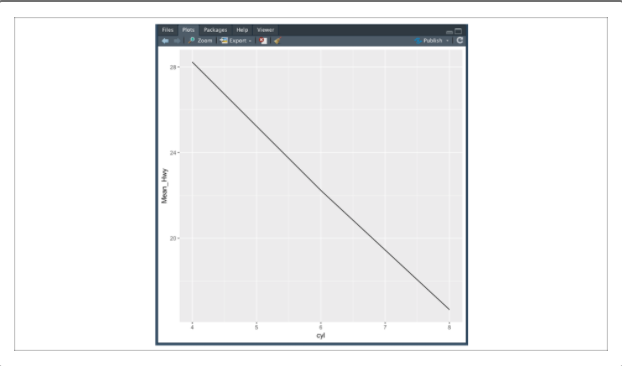 Files Plots Packages Help Viewer
Zoom Export Publish
28
24
20
Mean_Hwy
4 5 6 7 8
cyl